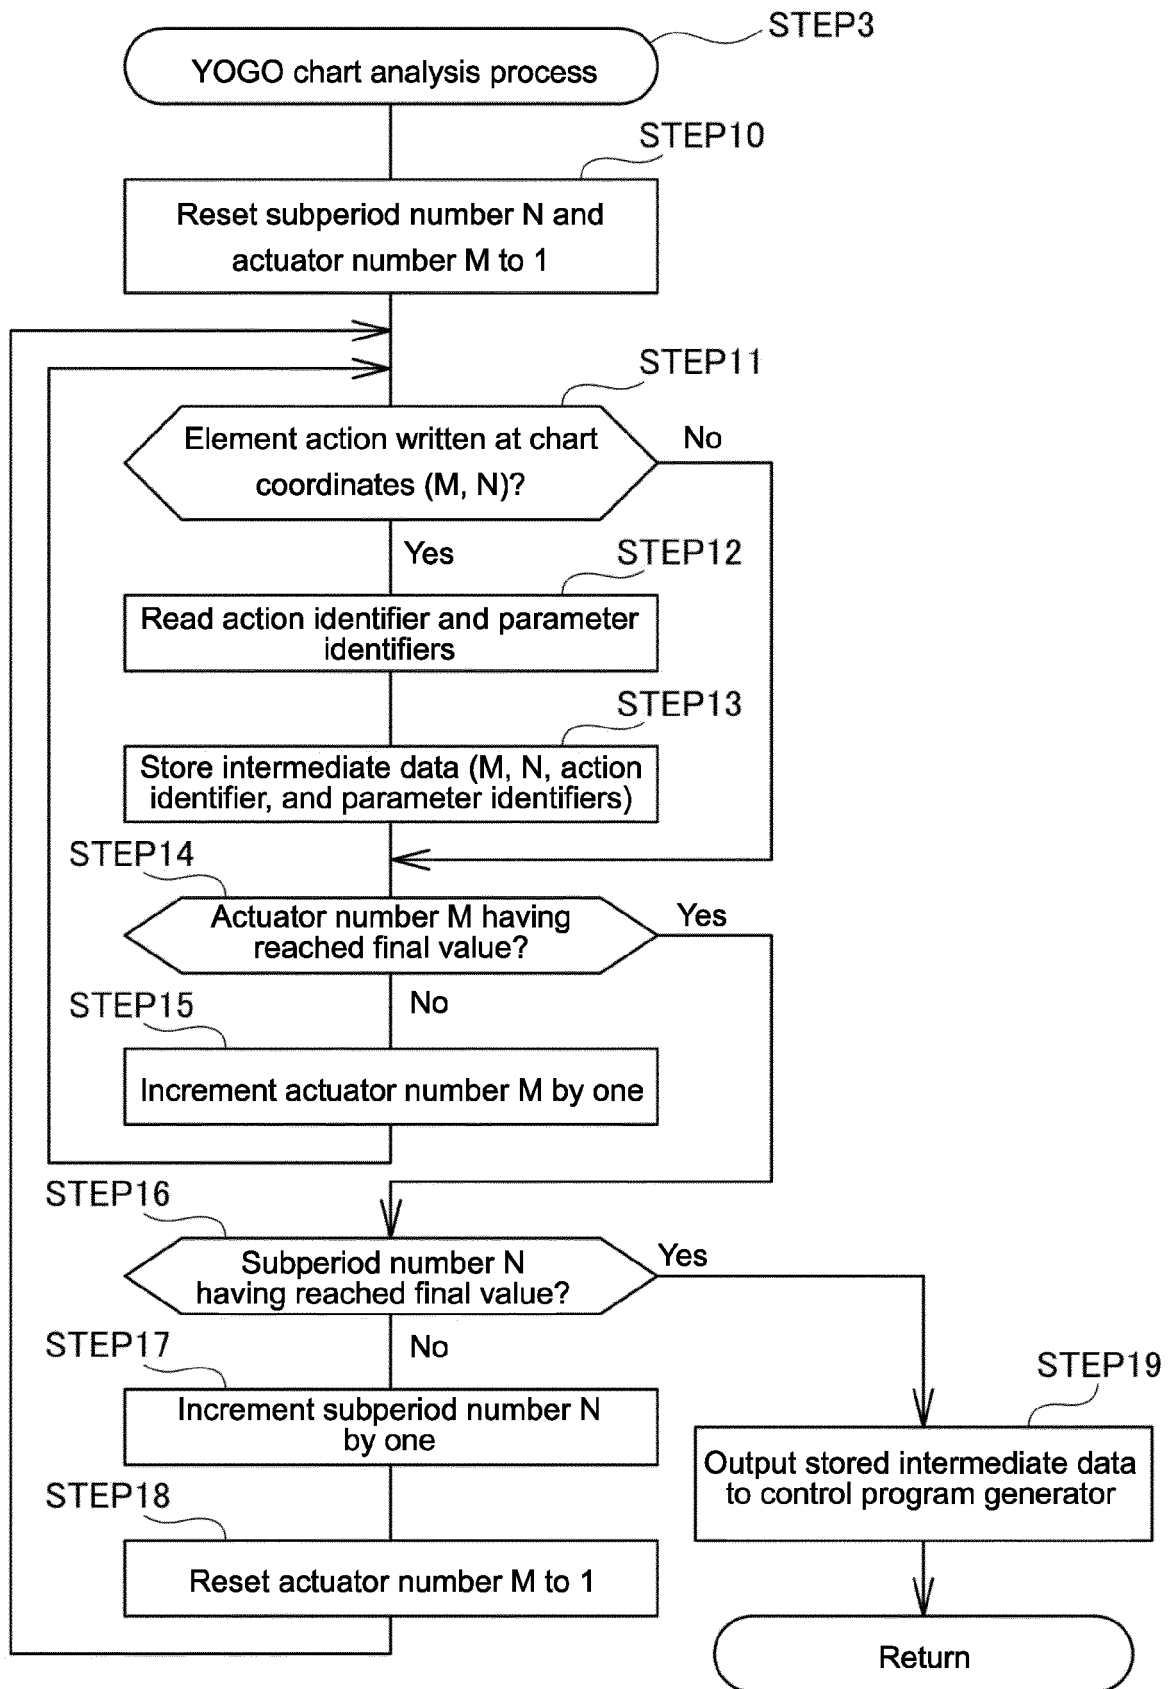 STEP3
YOGO chart analysis process
STEP10
Reset subperiod number N and
actuator number M to 1
STEP11
Element action written at chart
coordinates (M, N)?
No
Yes
STEP12
Read action identifier and parameter
identifiers
STEP13
Store intermediate data (M, N, action
identifier, and parameter identifiers)
STEP14
Actuator number M having
reached final value?
Yes
No
STEP15
Increment actuator number M by one
STEP16
Subperiod number N
having reached final value?
Yes
No
STEP17
Increment subperiod number N
by one
STEP18
Reset actuator number M to 1
STEP19
Output stored intermediate data
to control program generator
Return